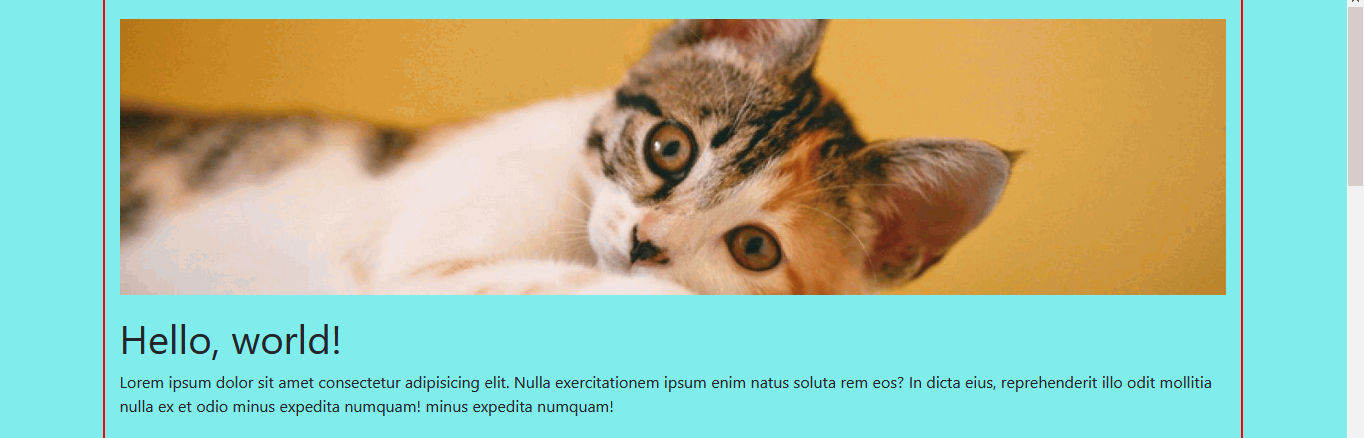 Hello, world!
Lorem ipsum dolor sit amet consectetur adipisicing elit. Nulla exercitationem ipsum enim natus soluta rem eos? In dicta eius, reprehenderit illo odit mollitia
nulla ex et odio minus expedita numquam! minus expedita numquam!